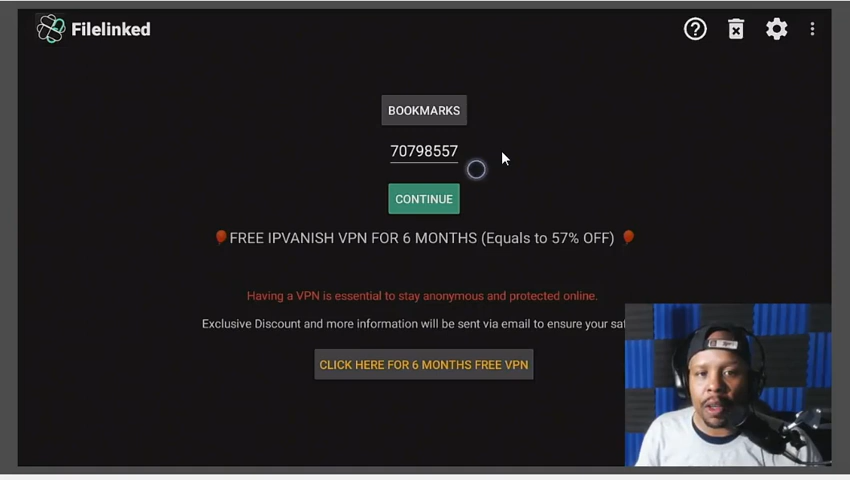 Filelinked
BOOKMARKS
70798557
CONTINUE
FREE IPVANISH VPN FOR 6 MONTHS (Equals to 57% OFF)
Having a VPN is essential to stay anonymous and protected online.
Exclusive Discount and more information will be sent via email to ensure your
CLICK HERE FOR 6 MONTHS FREE VPN